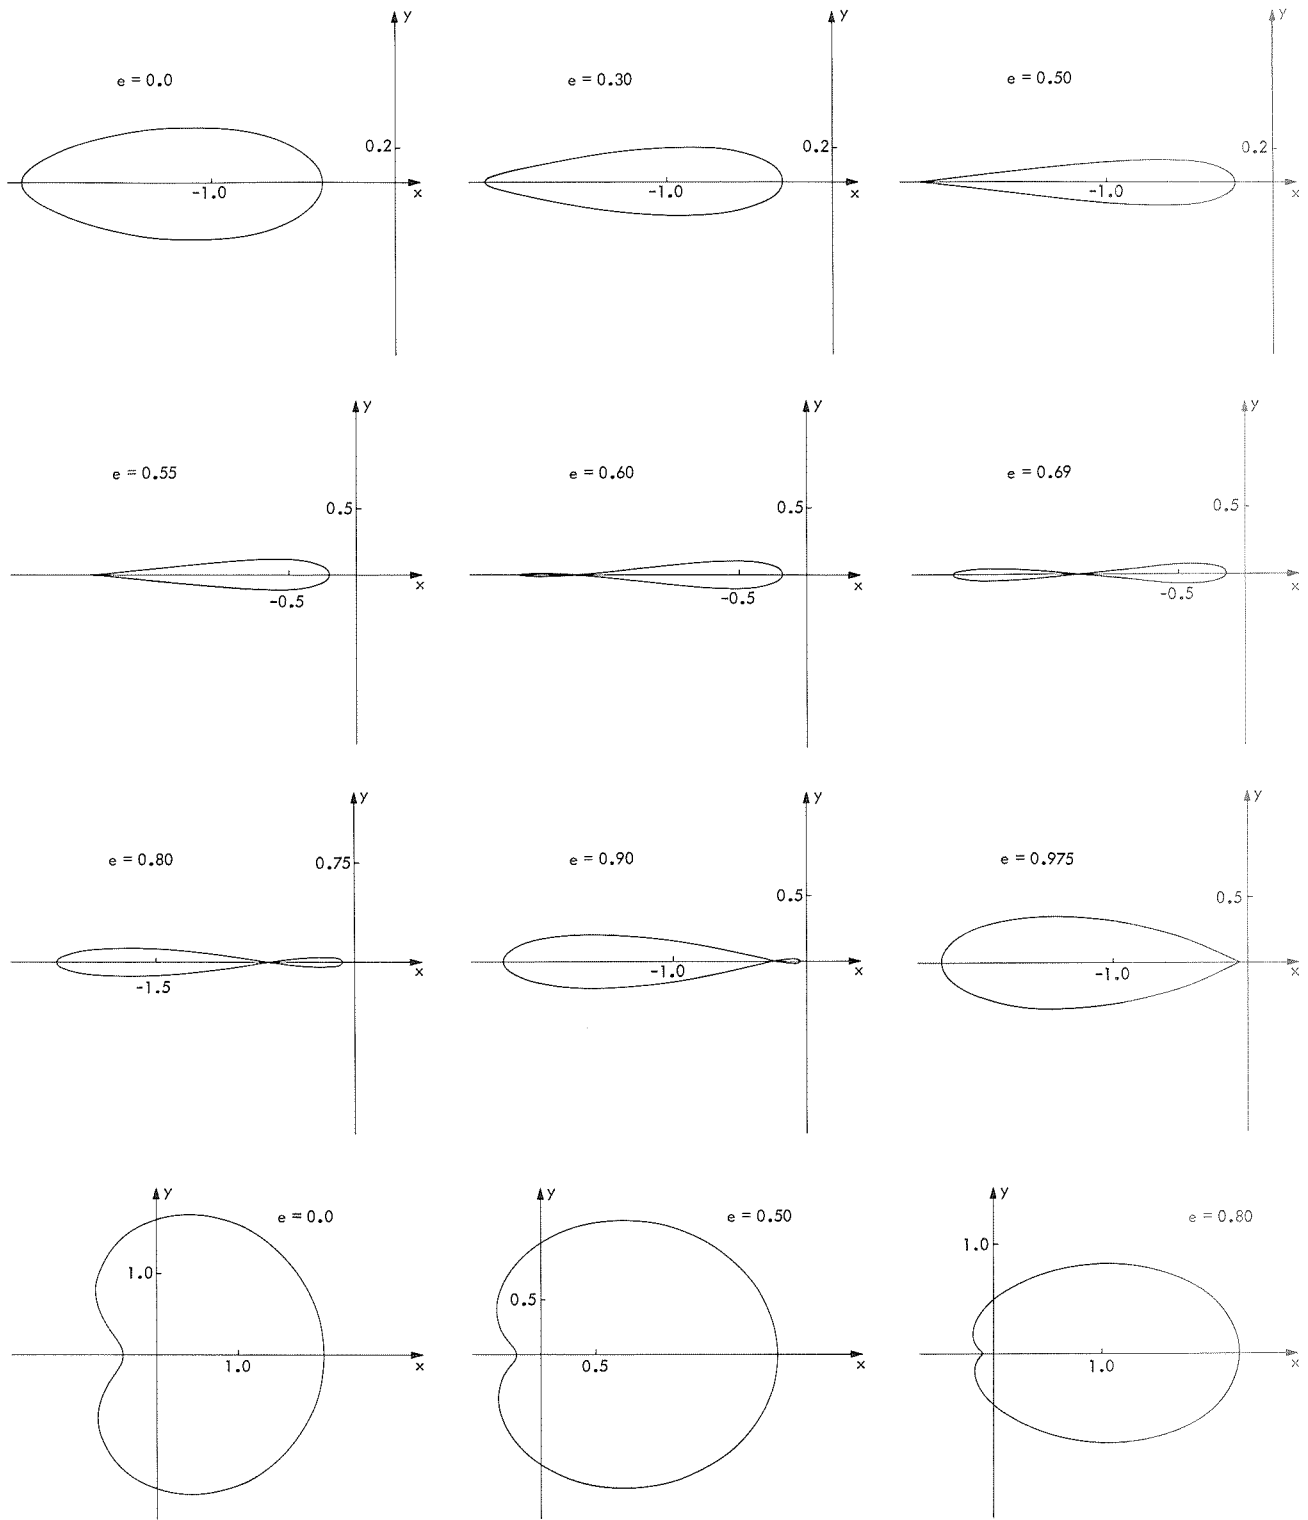 y y y
e = 0.0 e = 0.30 e = 0.50
0.2 0.2 0.2
-1.0 x -1.0 x -1.0 x
y y y
e = 0.55 e = 0.60 e = 0.69
0.5 0.5 0.5
-0.5 x -0.5 x -0.5 x
y y y
e = 0.80 0.75 e = 0.90 e = 0.975
0.5 0.5
-1.5 x -1.0 x -1.0 x
y e = 0.0 y e = 0.50 y e = 0.80
1.0 0.5 1.0
1.0 x 0.5 x 1.0 x